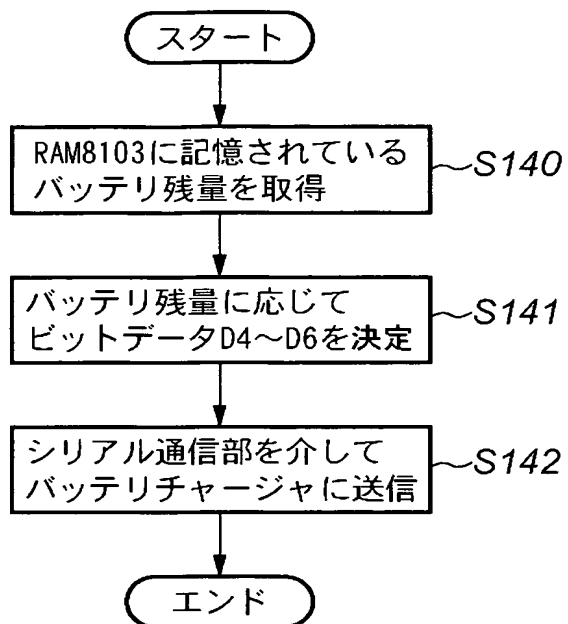 スタート
RAM8103に記憶されている
バッテリ残量を取得
S140
バッテリ残量に応じて
ビットデータD4～D6を決定
S141
シリアル通信部を介して
バッテリチャージャに送信
S142
エンド